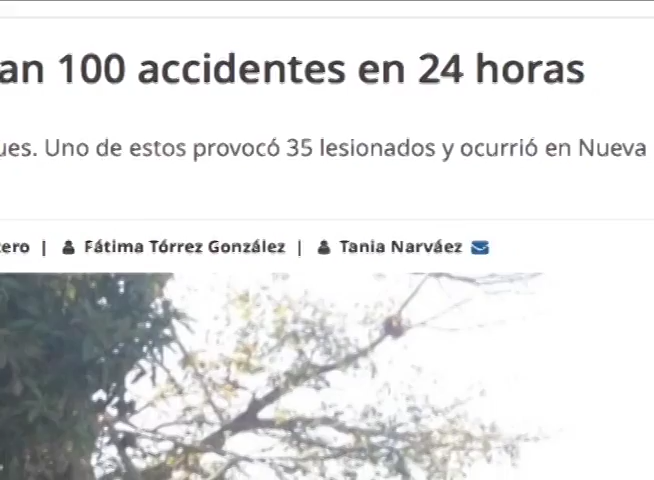 an 100 accidentes en 24 horas
ues. Uno de estos provocó 35 lesionados y ocurrió en Nueva
ero | Fátima Tórrez González | Tania Narváez